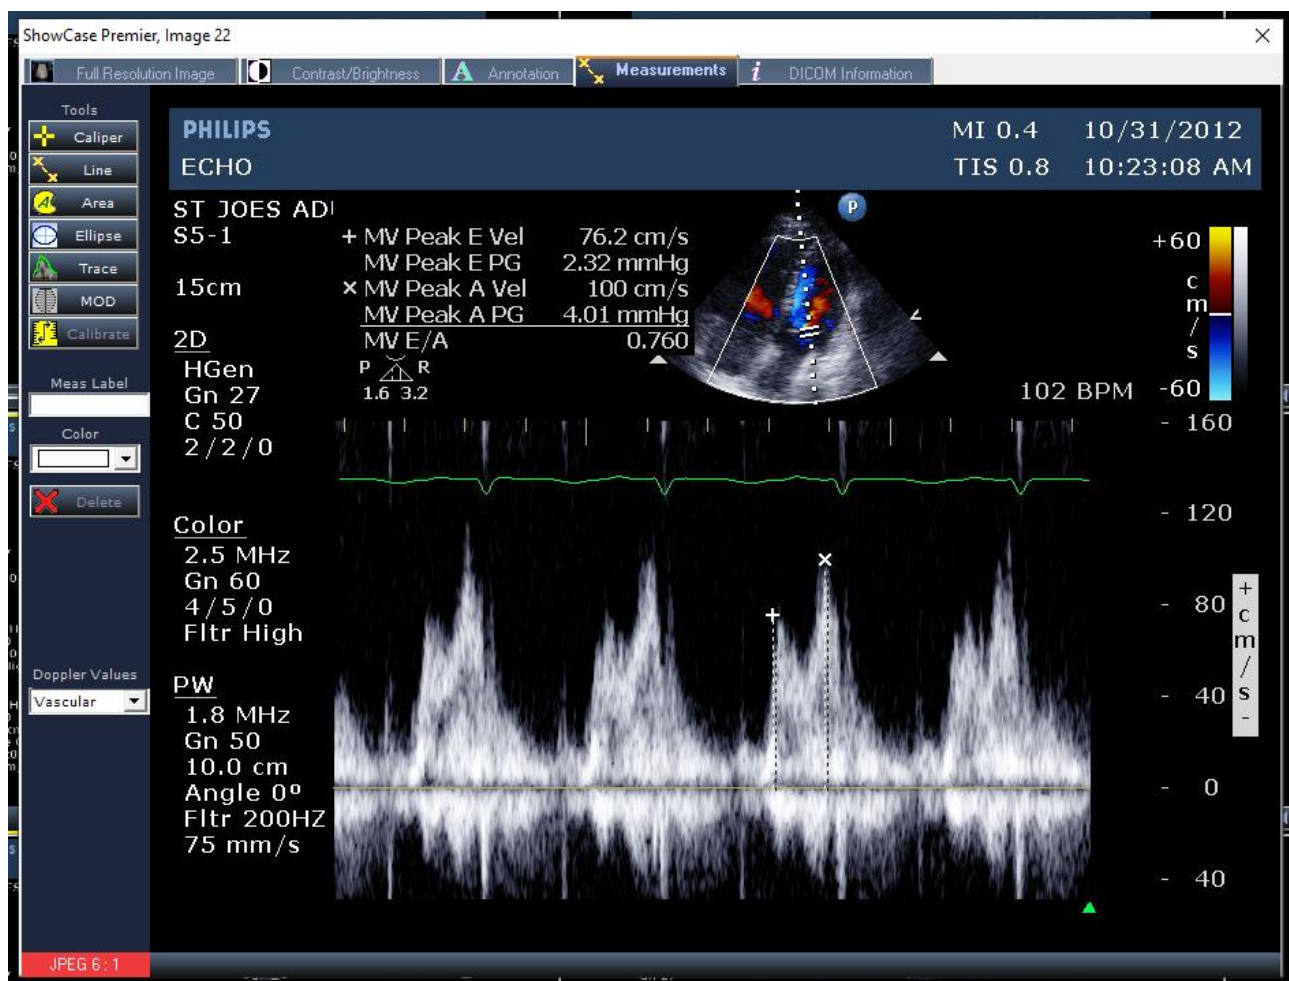 ShowCase Premier, Image 22
Full Resolution Image
Contrast/Brightness
A Annotation
Measurements
i DICOM Information
Tools
Caliper
Line
Area
Ellipse
Trace
MOD
Calibrate
Meas Label
Color
Delete
Doppler Values
Vascular
JPEG 6 : 1
PHILIPS
ECHO
MI 0.4
10/31/2012
TIS 0.8
10:23:08 AM
ST JOES AD
S5-1
15cm
2D
HGen
Gn 27
C 50
2/2/0
Color
2.5 MHz
Gn 60
4/5/0
Fltr High
PW
1.8 MHz
Gn 50
10.0 cm
Angle 0º
Fltr 200HZ
75 mm/s
+ MV Peak E Vel 76.2 cm/s
MV Peak E PG 2.32 mmHg
× MV Peak A Vel 100 cm/s
MV Peak A PG 4.01 mmHg
MV E/A 0.760
P R
1.6 3.2
P
+60
cm/s
-60
102 BPM
- 160
- 120
- 80
- 40
- 0
- 40
+
cm/s
-